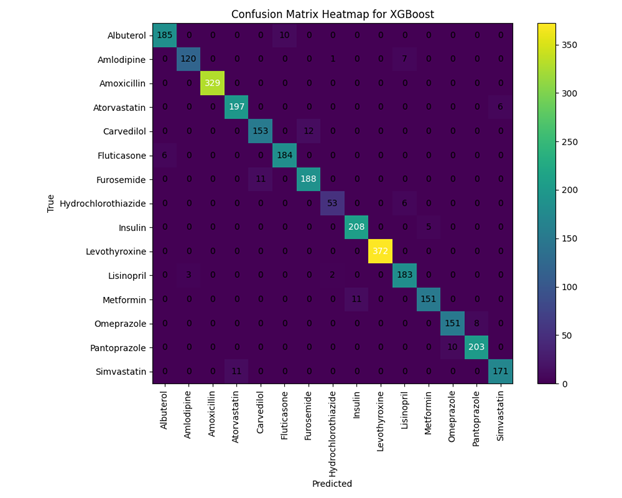 Confusion Matrix Heatmap for XGBoost
Albuterol 185 0 0 0 0 10 0 0 0 0 0 0 0 0 0
Amlodipine 0 120 0 0 0 0 0 1 0 0 7 0 0 0 0
Amoxicillin 0 0 329 0 0 0 0 0 0 0 0 0 0 0 0
Atorvastatin 0 0 0 197 0 0 0 0 0 0 0 0 0 0 6
Carvedilol 0 0 0 0 153 0 12 0 0 0 0 0 0 0 0
Fluticasone 6 0 0 0 0 184 0 0 0 0 0 0 0 0 0
Furosemide 0 0 0 0 11 0 188 0 0 0 0 0 0 0 0
Hydrochlorothiazide 0 0 0 0 0 0 0 53 0 0 6 0 0 0 0
Insulin 0 0 0 0 0 0 0 0 208 0 0 5 0 0 0
Levothyroxine 0 0 0 0 0 0 0 0 0 372 0 0 0 0 0
Lisinopril 0 3 0 0 0 0 0 2 0 0 183 0 0 0 0
Metformin 0 0 0 0 0 0 0 0 11 0 0 151 0 0 0
Omeprazole 0 0 0 0 0 0 0 0 0 0 0 0 151 8 0
Pantoprazole 0 0 0 0 0 0 0 0 0 0 0 0 10 203 0
Simvastatin 0 0 0 11 0 0 0 0 0 0 0 0 0 0 171
True
Albuterol
Amlodipine
Amoxicillin
Atorvastatin
Carvedilol
Fluticasone
Furosemide
Hydrochlorothiazide
Insulin
Levothyroxine
Lisinopril
Metformin
Omeprazole
Pantoprazole
Simvastatin
Predicted
350
300
250
200
150
100
50
0